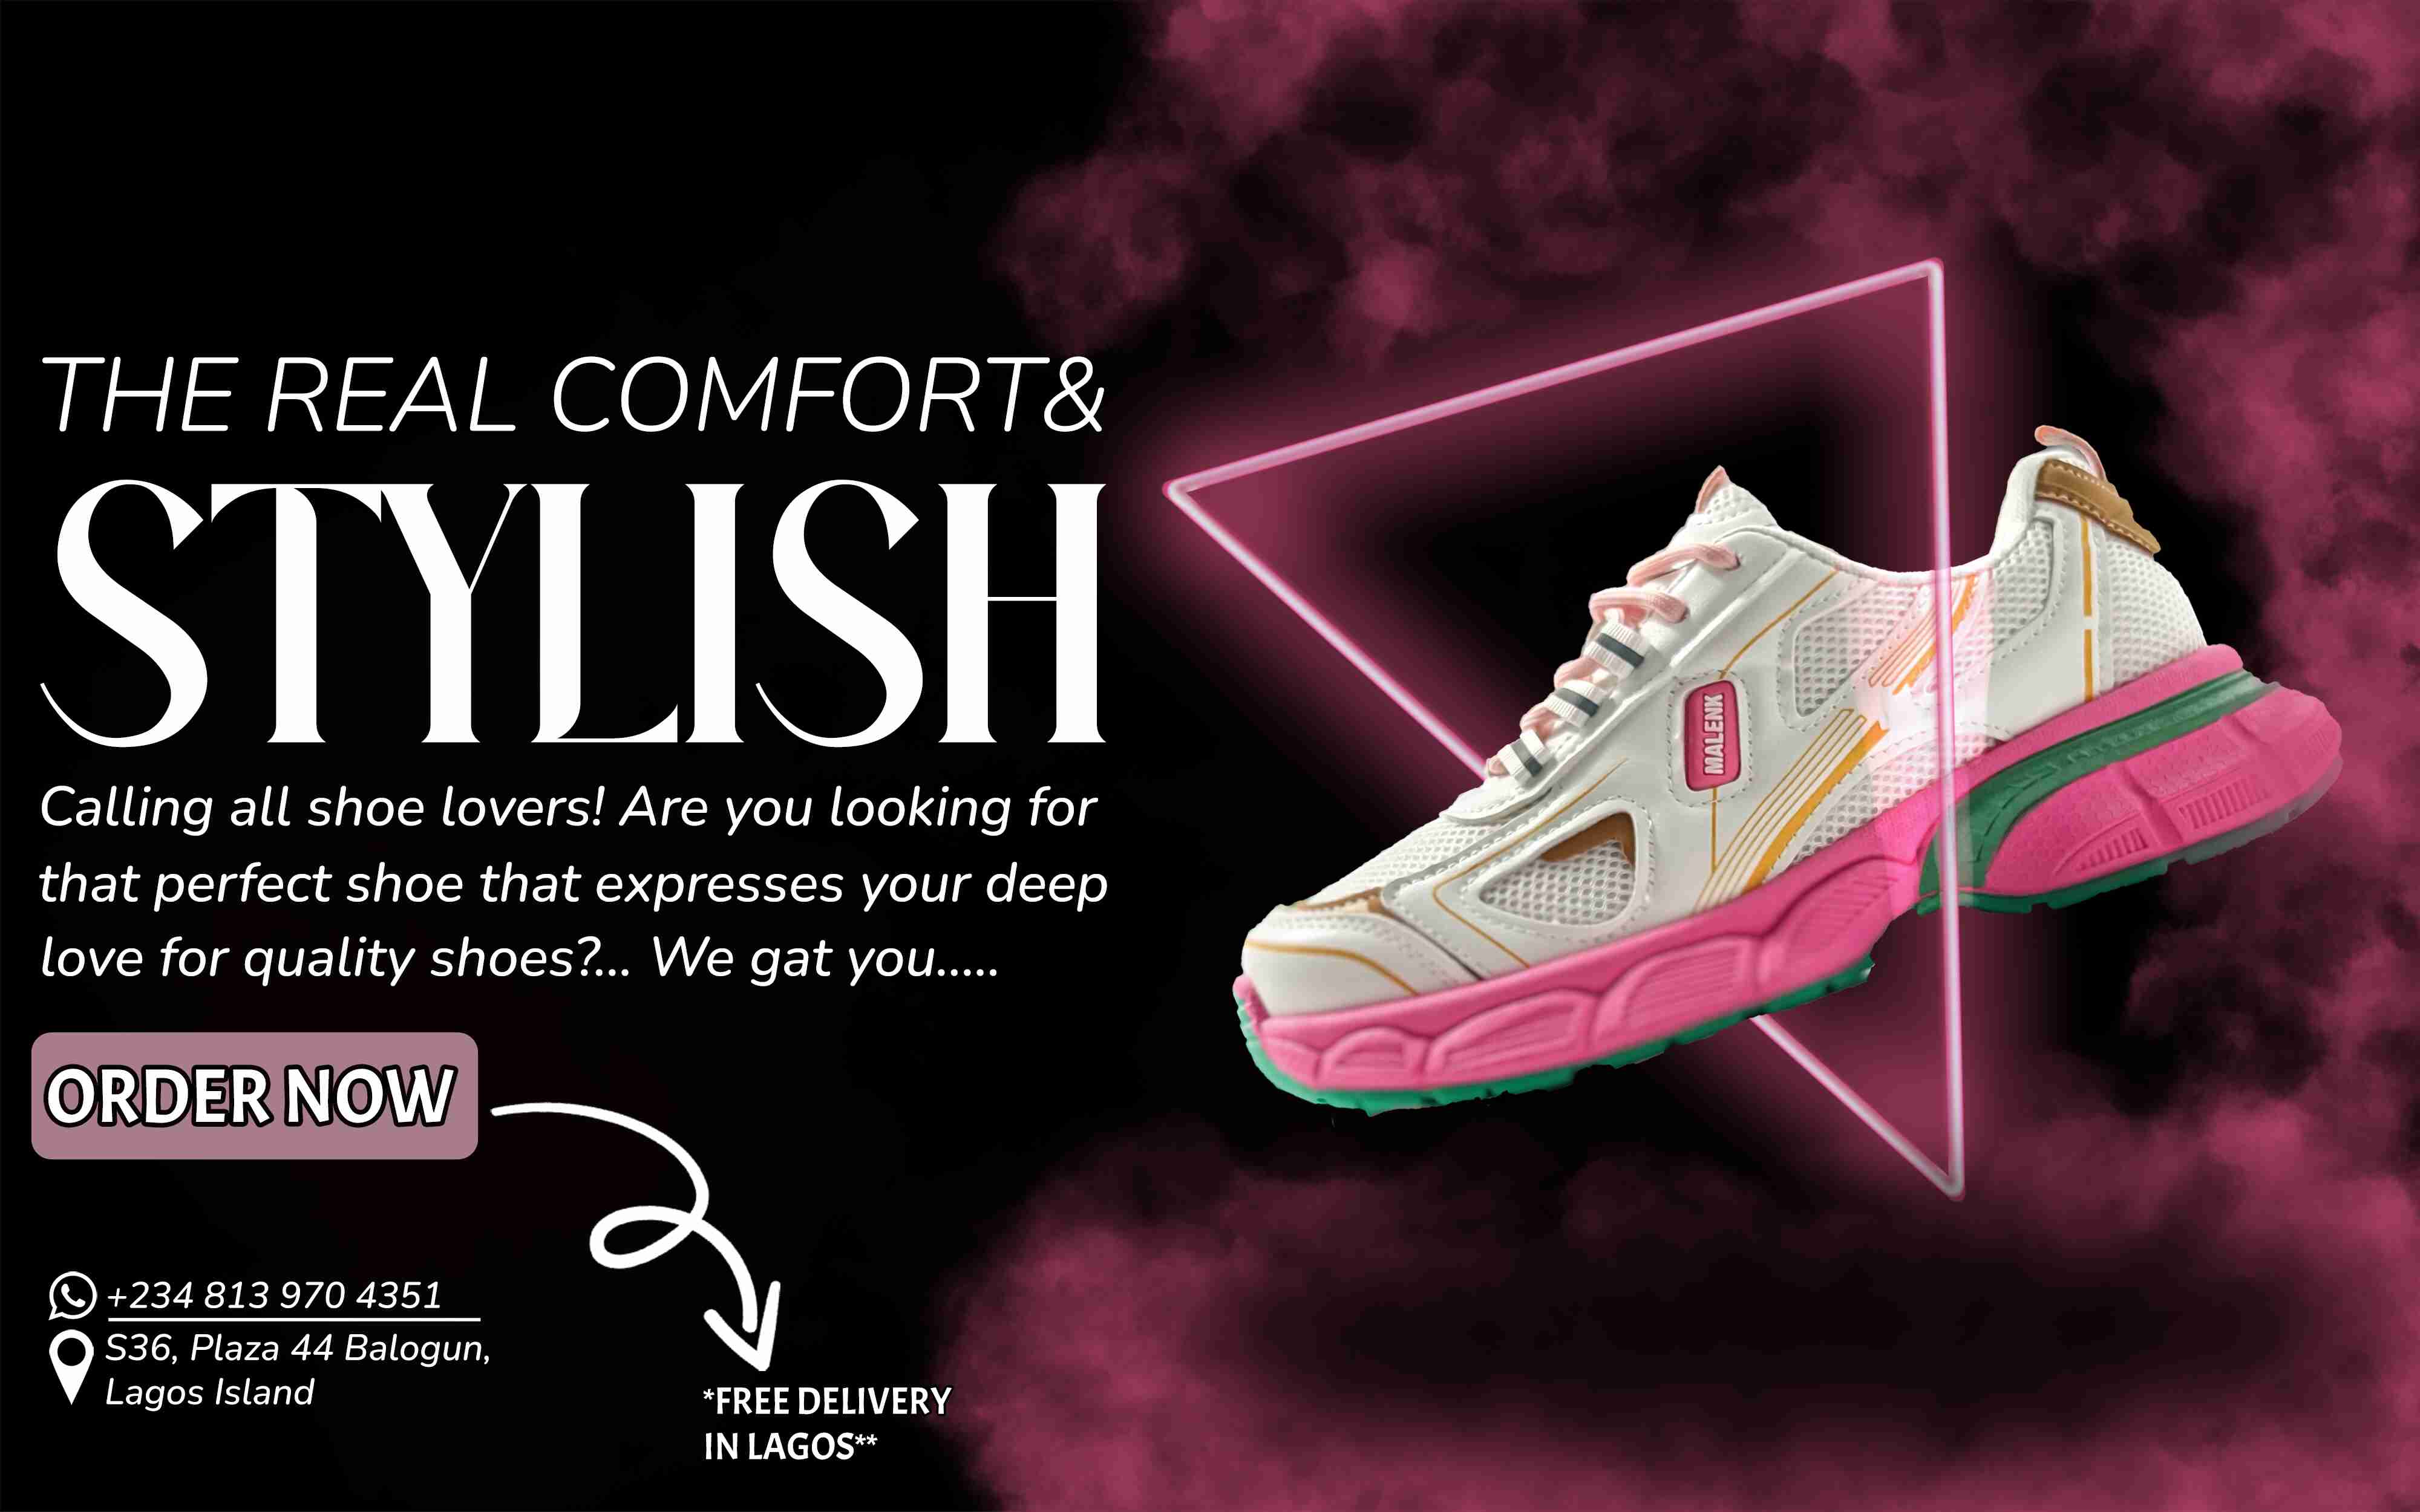 THE REAL COMFORT&
STYLISH
Calling all shoe lovers! Are you looking for
that perfect shoe that expresses your deep
love for quality shoes?... We gat you.....
ORDER NOW
+234 813 970 4351
S36, Plaza 44 Balogun,
Lagos Island
*FREE DELIVERY
IN LAGOS**
MALENK